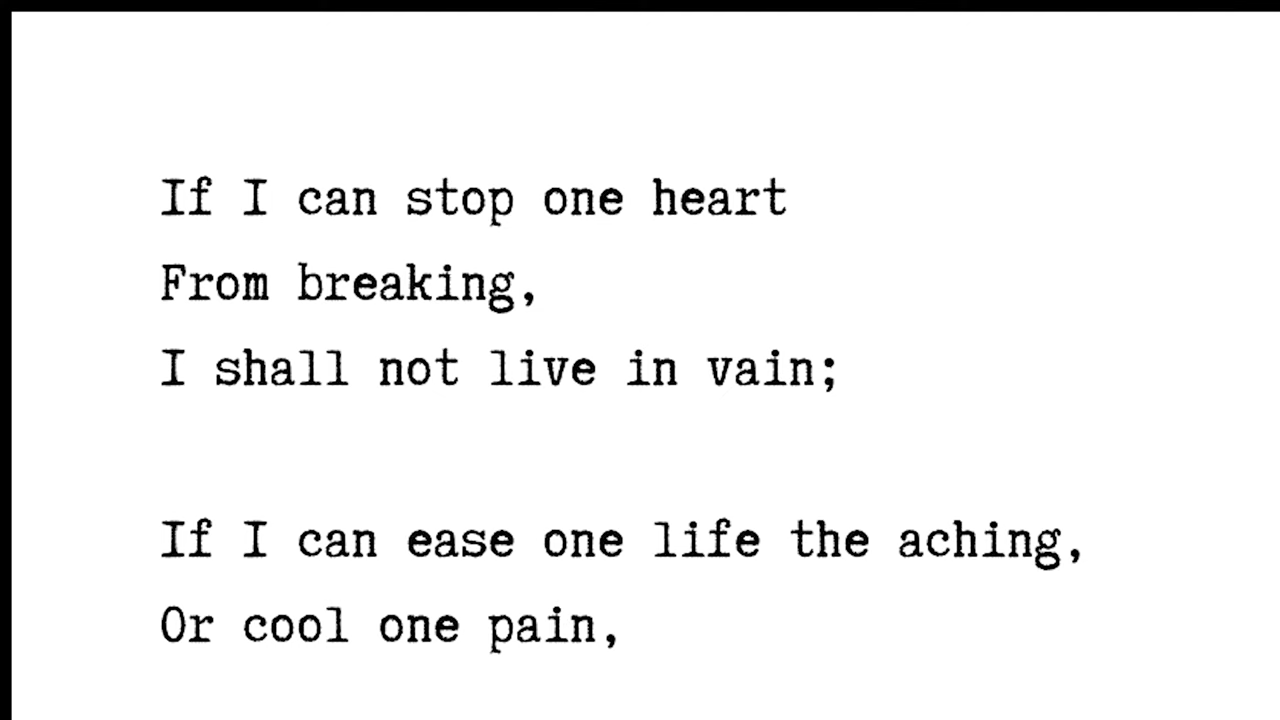 If I can stop one heart
From breaking,
I shall not live in vain;
If I can ease one life the aching,
Or cool one pain,